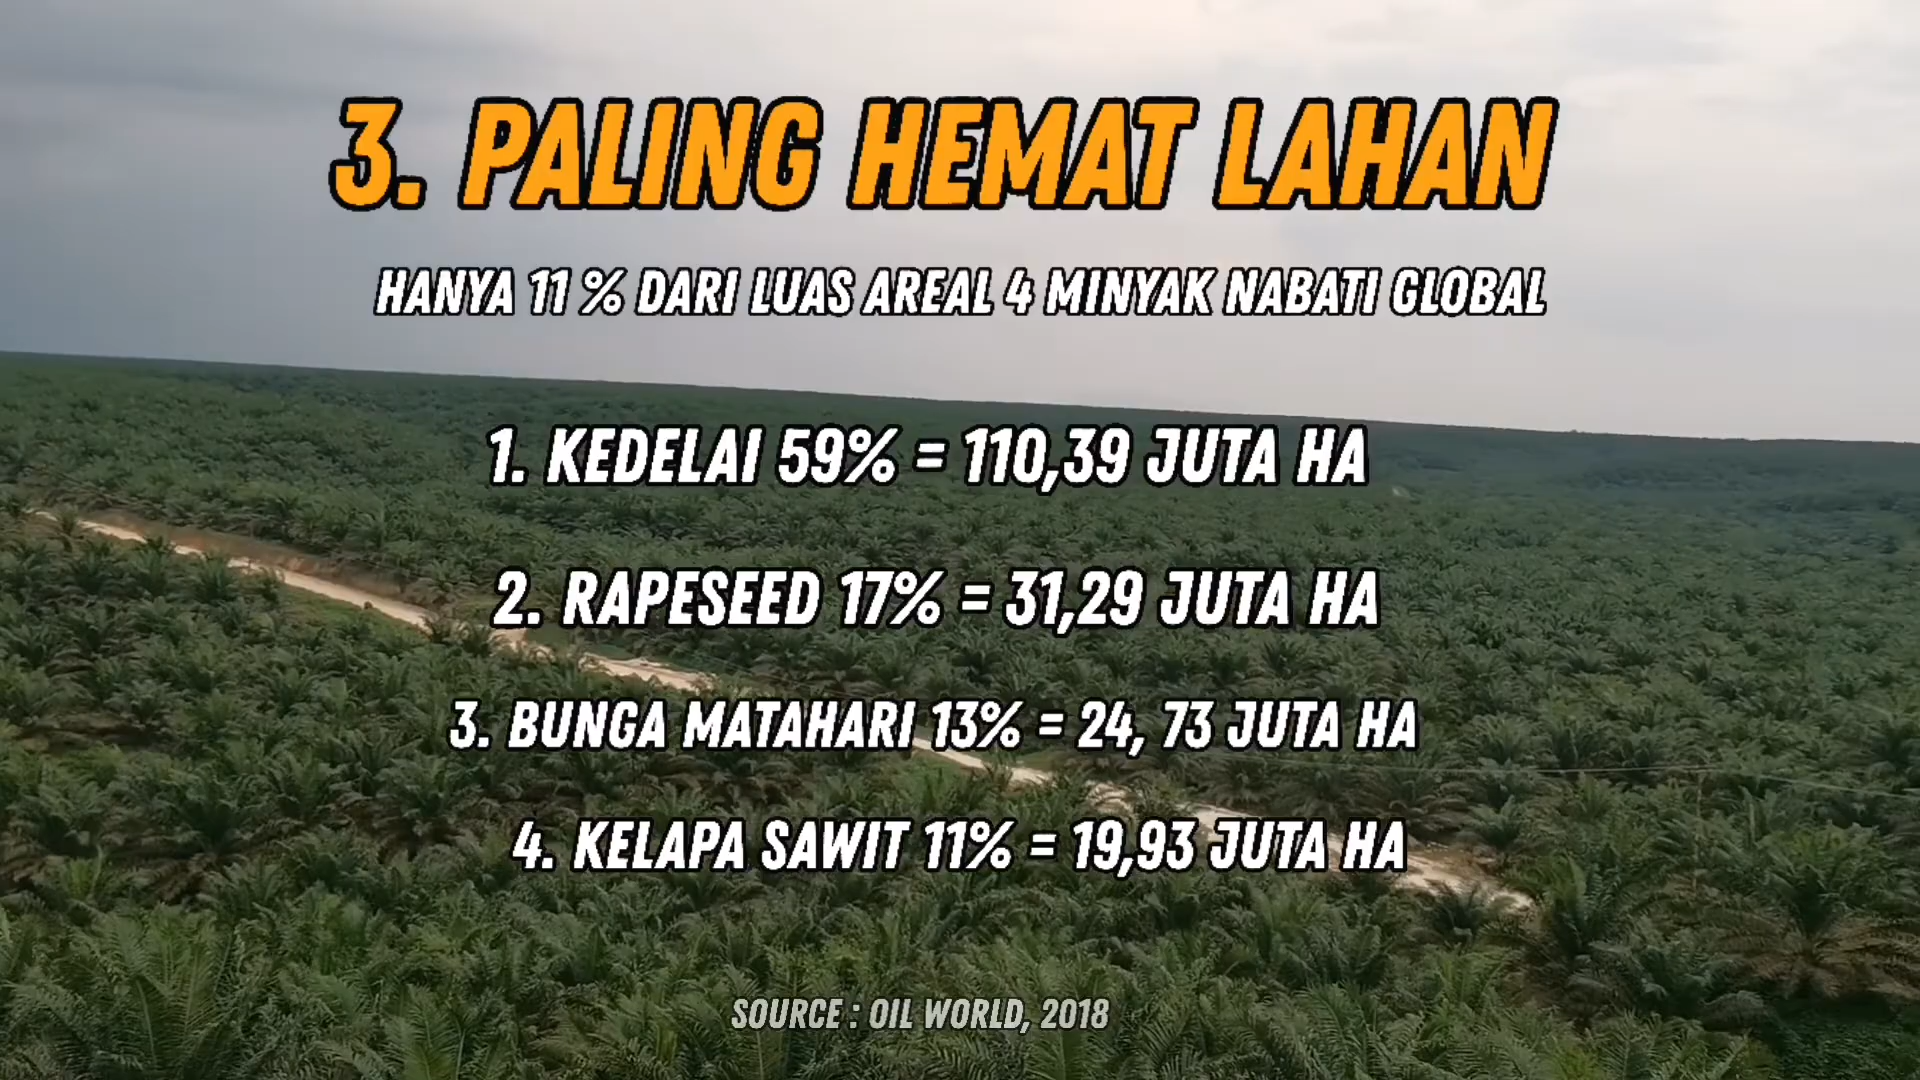 3. PALING HEMAT LAHAN
HANYA 11 % DARI LUAS AREAL 4 MINYAK NABATI GLOBAL
1. KEDELAI 59% = 110,39 JUTA HA
2. RAPESEED 17% = 31,29 JUTA HA
3. BUNGA MATAHARI 13% = 24, 73 JUTA HA
4. KELAPA SAWIT 11% = 19,93 JUTA HA
SOURCE : OIL WORLD, 2018